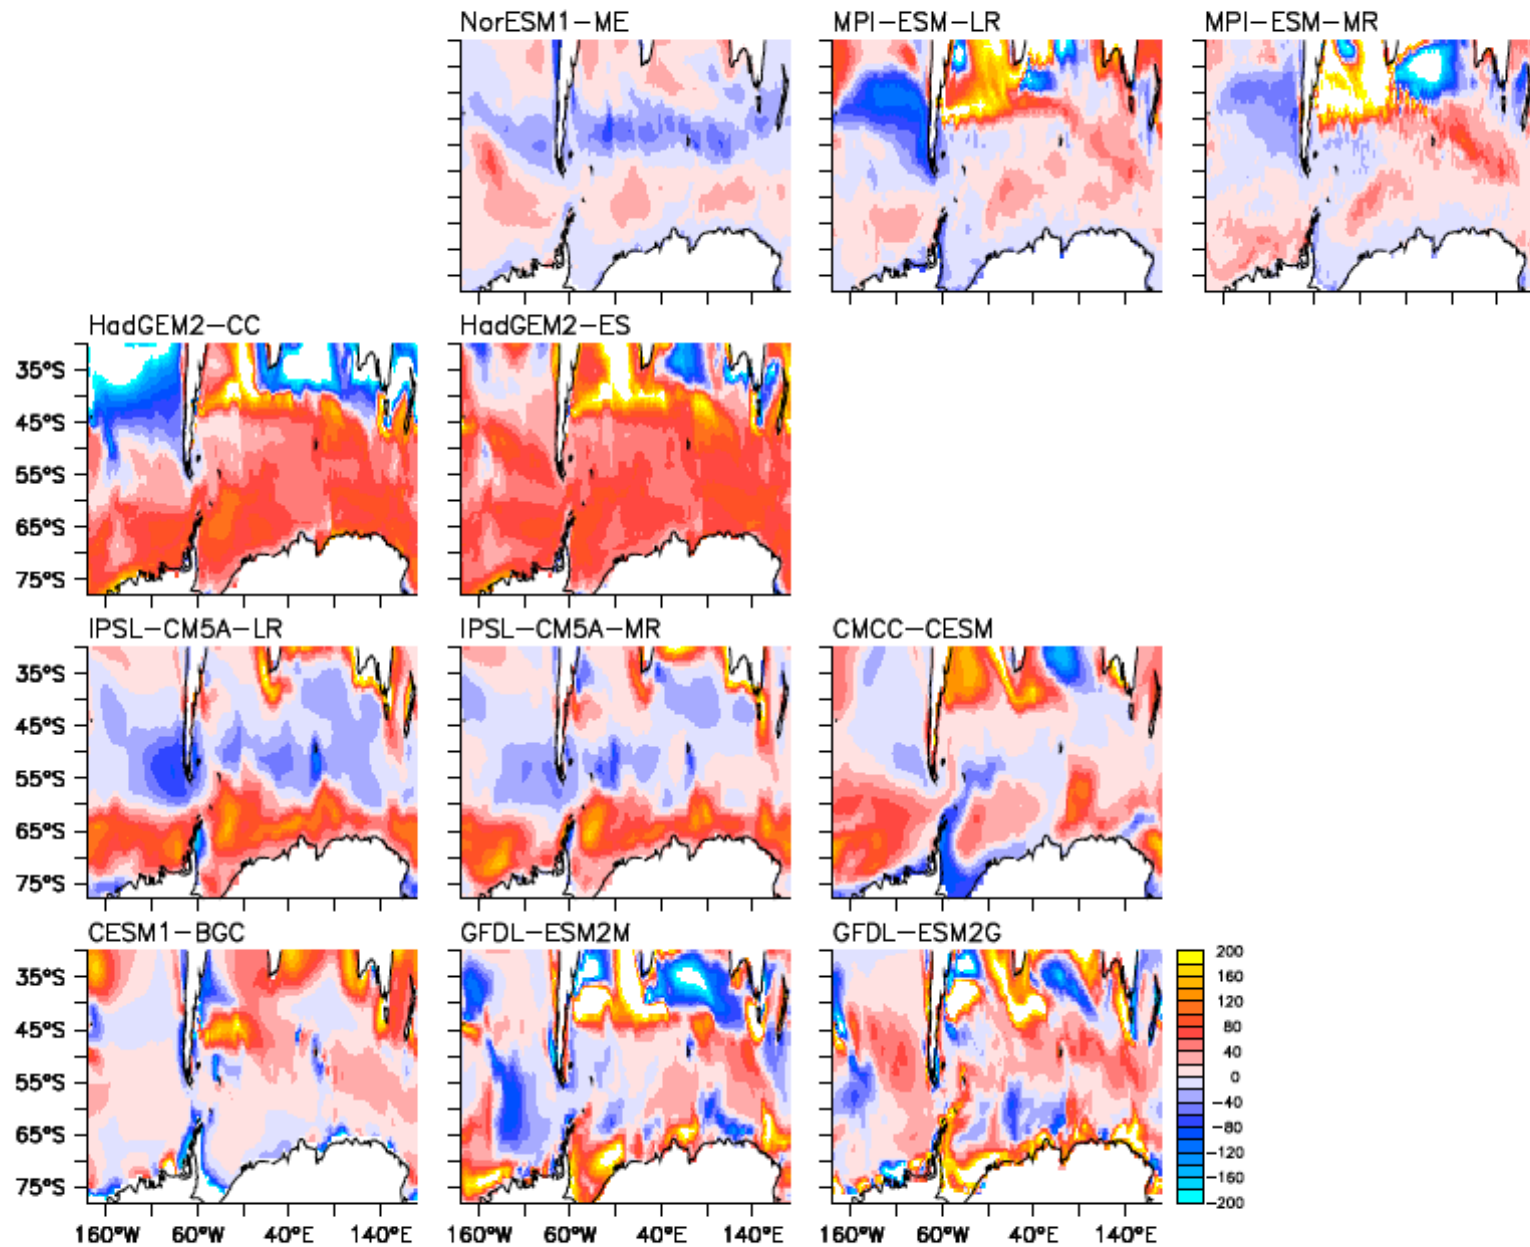 NorESM1-ME
MPI-ESM-LR
MPI-ESM-MR
HadGEM2-CC
HadGEM2-ES
35°S
45°S
55°S
65°S
75°S
IPSL-CM5A-LR
IPSL-CM5A-MR
CMCC-CESM
35°S
45°S
55°S
65°S
75°S
CESM1-BGC
GFDL-ESM2M
GFDL-ESM2G
35°S
45°S
55°S
65°S
75°S
200
160
120
80
40
0
-40
-80
-120
-160
-200
160°W 60°W 40°E 140°E
160°W 60°W 40°E 140°E
160°W 60°W 40°E 140°E